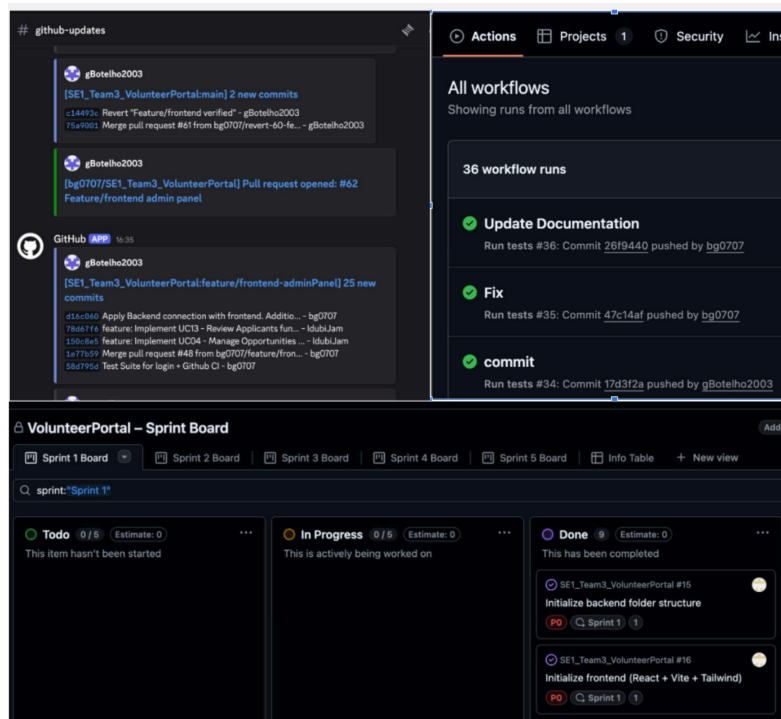 # github-updates
gBotelho2003
[SE1_Team3_VolunteerPortal:main] 2 new commits
c14493c Revert "Feature/frontend verified" - gBotelho2003
75a9001 Merge pull request #61 from bg0707/revert-60-fe... - gBotelho2003
gBotelho2003
[bg0707/SE1_Team3_VolunteerPortal] Pull request opened: #62
Feature/frontend admin panel
GitHub APP 16:35
gBotelho2003
[SE1_Team3_VolunteerPortal:feature/frontend-adminPanel] 25 new
commits
d16c060 Apply Backend connection with frontend. Additio... - bg0707
78d67f6 feature: Implement UC13 - Review Applicants fun... - IdubiJam
150c8e5 feature: Implement UC04 - Manage Opportunities ... - IdubiJam
1e77b59 Merge pull request #48 from bg0707/feature/fron... - bg0707
58d795d Test Suite for login + Github CI - bg0707
Actions Projects 1 Security Ins
All workflows
Showing runs from all workflows
36 workflow runs
Update Documentation
Run tests #36: Commit 26f9440 pushed by bg0707
Fix
Run tests #35: Commit 47c14af pushed by bg0707
commit
Run tests #34: Commit 17d3f2a pushed by gBotelho2003
VolunteerPortal – Sprint Board Add
Sprint 1 Board Sprint 2 Board Sprint 3 Board Sprint 4 Board Sprint 5 Board Info Table + New view
sprint:"Sprint 1"
Todo 0 / 5 Estimate: 0 ...
This item hasn't been started
In Progress 0 / 5 Estimate: 0 ...
This is actively being worked on
Done 9 Estimate: 0 ...
This has been completed
SE1_Team3_VolunteerPortal #15
Initialize backend folder structure
P0 Sprint 1 1
SE1_Team3_VolunteerPortal #16
Initialize frontend (React + Vite + Tailwind)
P0 Sprint 1 1